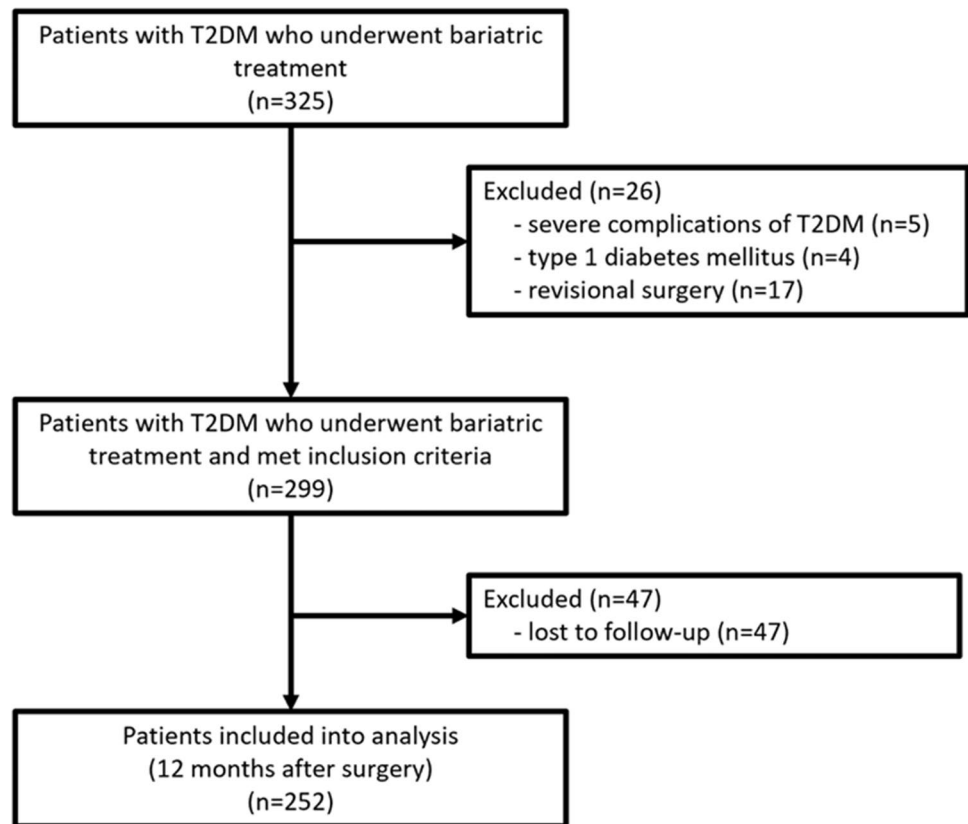 Patients with T2DM who underwent bariatric
treatment
(n=325)
Excluded (n=26)
- severe complications of T2DM (n=5)
- type 1 diabetes mellitus (n=4)
- revisional surgery (n=17)
Patients with T2DM who underwent bariatric
treatment and met inclusion criteria
(n=299)
Excluded (n=47)
- lost to follow-up (n=47)
Patients included into analysis
(12 months after surgery)
(n=252)